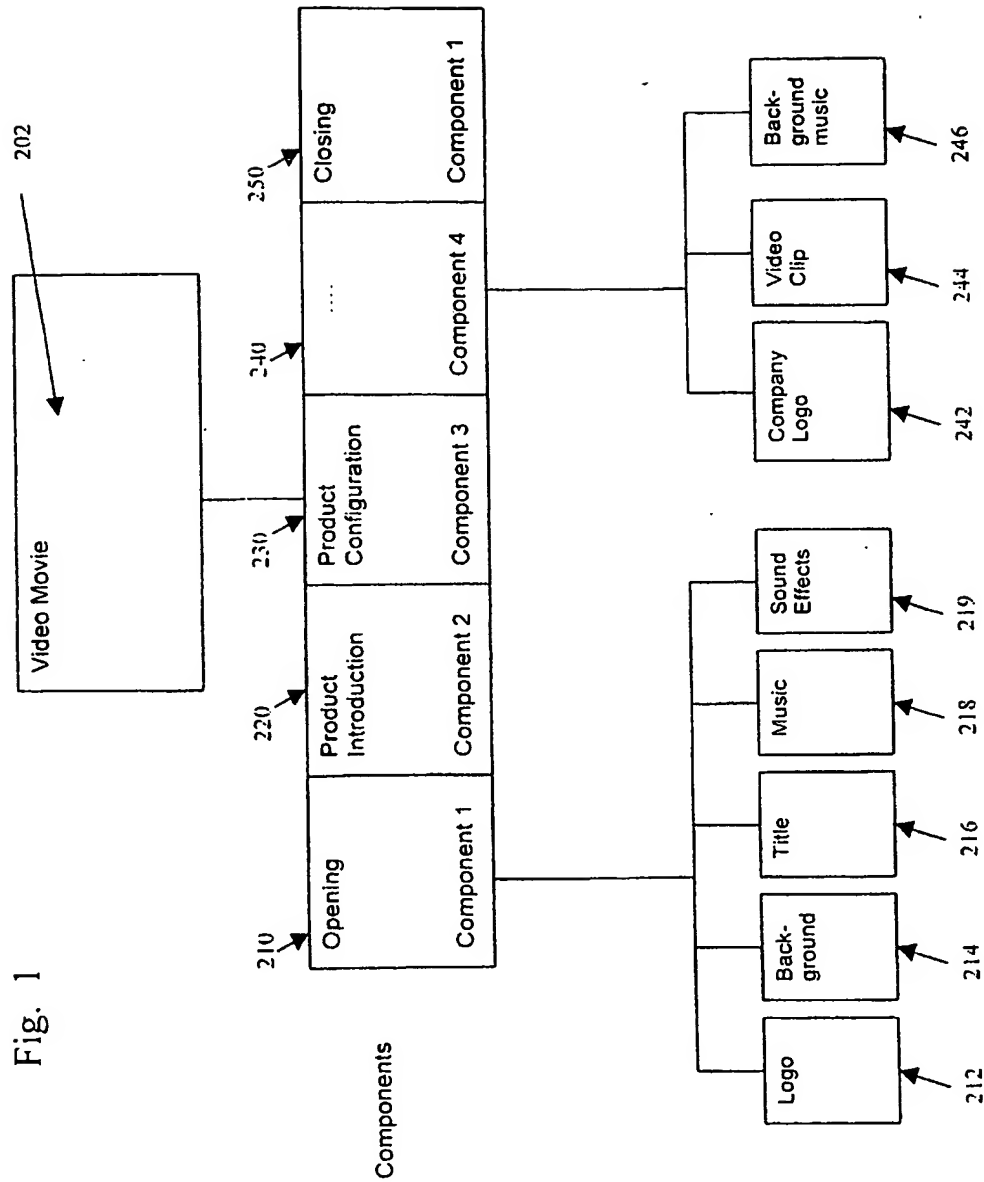 Fig. 1
Video Movie
202
Components
210
220
230
240
250
Opening
Component 1
Product
Introduction
Component 2
Product
Configuration
Component 3
.....
Component 4
Closing
Component 1
Logo
Back-
ground
Title
Music
Sound
Effects
Company
Logo
Video
Clip
Back-
ground
music
212
214
216
218
219
242
244
246